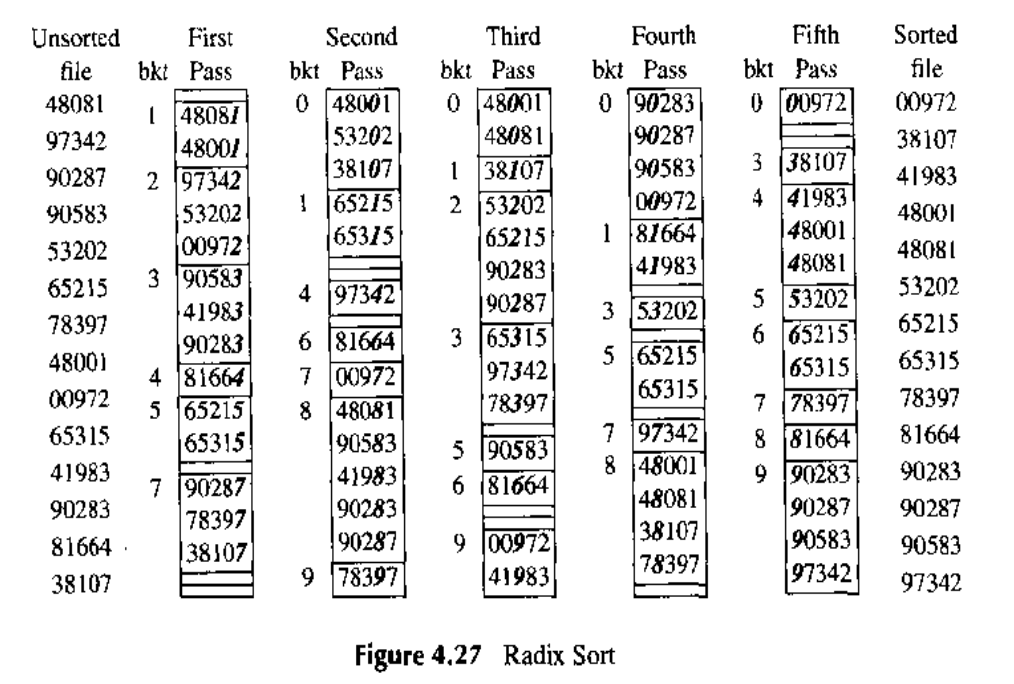 Unsorted First Second Third Fourth Fifth Sorted
file bkt Pass bkt Pass bkt Pass bkt Pass bkt Pass file
48081 1 48081 0 48001 0 48001 0 90283 0 00972 00972
97342 48001 53202 48081 90287 3 38107 38107
90287 2 97342 38107 1 38107 90583 4 41983 41983
90583 53202 1 65215 2 53202 00972 48001 48001
53202 00972 65315 65215 1 81664 48081 48081
65215 3 90583 4 97342 90283 41983 5 53202 53202
78397 41983 6 81664 90287 3 53202 6 65215 65215
48001 90283 7 00972 3 65315 5 65215 65315 65315
00972 4 81664 8 48081 97342 65315 7 78397 78397
65315 5 65215 90583 78397 7 97342 8 81664 81664
41983 65315 41983 5 90583 8 48001 9 90283 90283
90283 7 90287 90283 6 81664 48081 90287 90287
81664 78397 90287 9 00972 38107 90583 90583
38107 38107 9 78397 41983 78397 97342 97342
Figure 4.27 Radix Sort